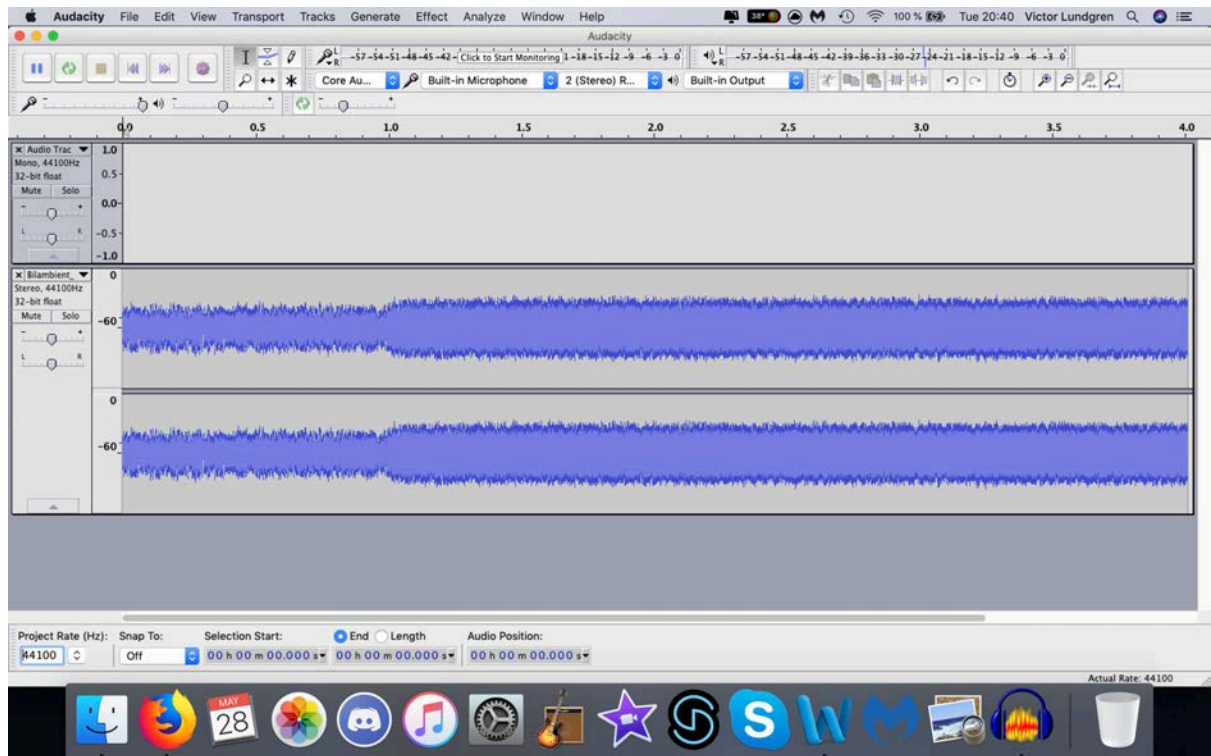 Audacity File Edit View Transport Tracks Generate Effect Analyze Window Help 38° 100 % Tue 20:40 Victor Lundgren
Audacity
L R -57 -54 -51 -48 -45 -42 - Click to Start Monitoring 1 -18 -15 -12 -9 -6 -3 0 L R -57 -54 -51 -48 -45 -42 -39 -36 -33 -30 -27 -24 -21 -18 -15 -12 -9 -6 -3 0
Core Au... Built-in Microphone 2 (Stereo) R... Built-in Output
- + - + - +
0.0 0.5 1.0 1.5 2.0 2.5 3.0 3.5 4.0
x Audio Trac 1.0
Mono, 44100Hz
32-bit float 0.5
Mute Solo
- + 0.0
L R -0.5
-1.0
x Bilambient_ 0
Stereo, 44100Hz
32-bit float
Mute Solo -60
- +
L R
0
-60
Project Rate (Hz): Snap To: Selection Start: End Length Audio Position:
44100 Off 00 h 00 m 00.000 s 00 h 00 m 00.000 s 00 h 00 m 00.000 s
Actual Rate: 44100
MAY
28